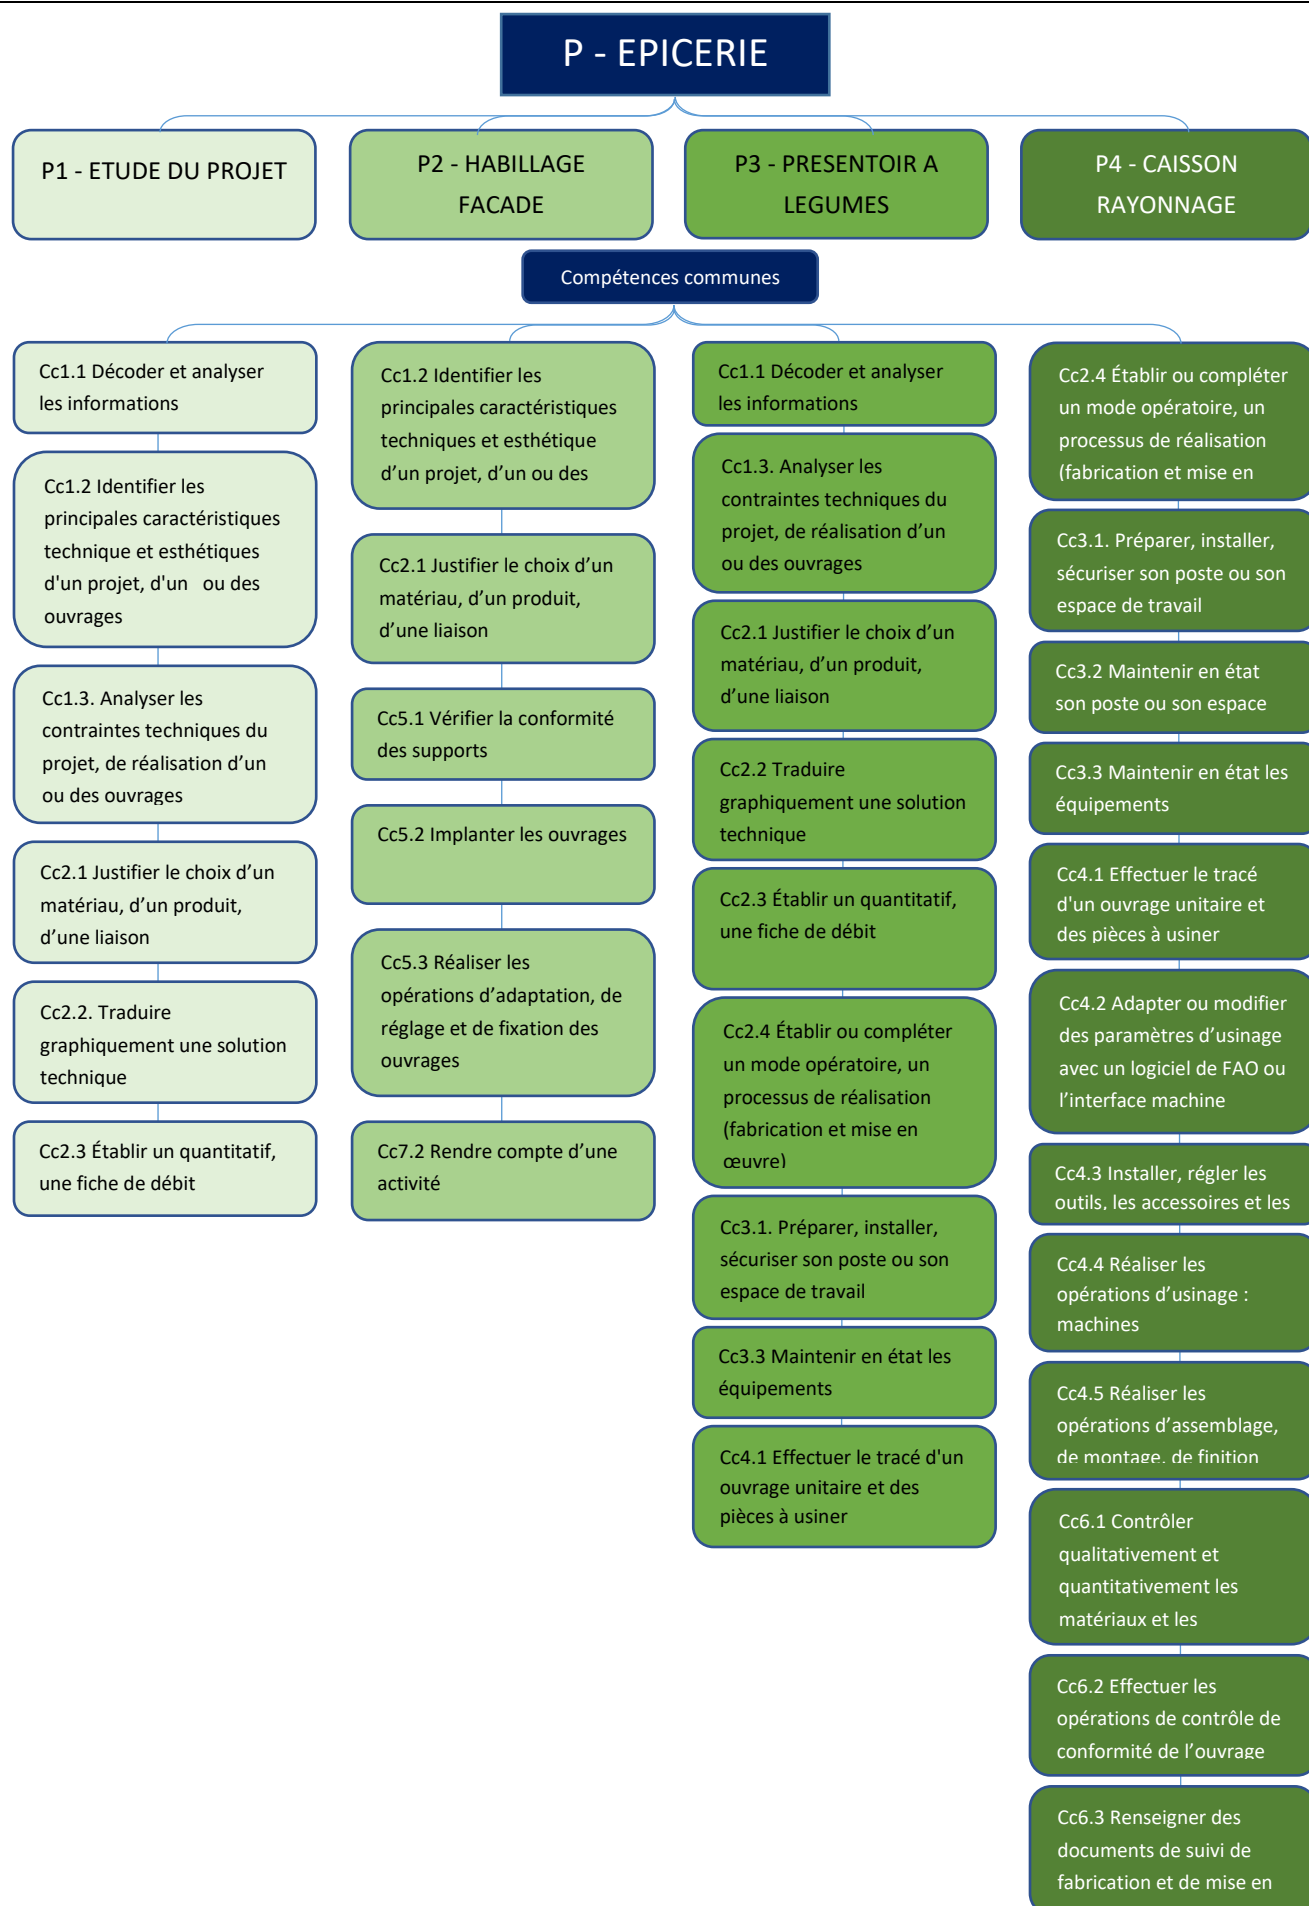 P - EPICERIE
P1 - ETUDE DU PROJET
P2 - HABILLAGE
FACADE
P3 - PRESENTOIR A
LEGUMES
P4 - CAISSON
RAYONNAGE
Compétences communes
Cc1.1 Décoder et analyser
les informations
Cc1.2 Identifier les
principales caractéristiques
technique et esthétiques
d'un projet, d'un ou des
ouvrages
Cc1.3. Analyser les
contraintes techniques du
projet, de réalisation d’un
ou des ouvrages
Cc2.1 Justifier le choix d’un
matériau, d’un produit,
d’une liaison
Cc2.2. Traduire
graphiquement une solution
technique
Cc2.3 Établir un quantitatif,
une fiche de débit
Cc1.2 Identifier les
principales caractéristiques
techniques et esthétique
d’un projet, d’un ou des
Cc2.1 Justifier le choix d’un
matériau, d’un produit,
d’une liaison
Cc5.1 Vérifier la conformité
des supports
Cc5.2 Implanter les ouvrages
Cc5.3 Réaliser les
opérations d’adaptation, de
réglage et de fixation des
ouvrages
Cc7.2 Rendre compte d’une
activité
Cc1.1 Décoder et analyser
les informations
Cc1.3. Analyser les
contraintes techniques du
projet, de réalisation d’un
ou des ouvrages
Cc2.1 Justifier le choix d’un
matériau, d’un produit,
d’une liaison
Cc2.2 Traduire
graphiquement une solution
technique
Cc2.3 Établir un quantitatif,
une fiche de débit
Cc2.4 Établir ou compléter
un mode opératoire, un
processus de réalisation
(fabrication et mise en
œuvre)
Cc3.1. Préparer, installer,
sécuriser son poste ou son
espace de travail
Cc3.3 Maintenir en état les
équipements
Cc4.1 Effectuer le tracé d'un
ouvrage unitaire et des
pièces à usiner
Cc2.4 Établir ou compléter
un mode opératoire, un
processus de réalisation
(fabrication et mise en
Cc3.1. Préparer, installer,
sécuriser son poste ou son
espace de travail
Cc3.2 Maintenir en état
son poste ou son espace
Cc3.3 Maintenir en état les
équipements
Cc4.1 Effectuer le tracé
d'un ouvrage unitaire et
des pièces à usiner
Cc4.2 Adapter ou modifier
des paramètres d’usinage
avec un logiciel de FAO ou
l’interface machine
Cc4.3 Installer, régler les
outils, les accessoires et les
Cc4.4 Réaliser les
opérations d’usinage :
machines
Cc4.5 Réaliser les
opérations d’assemblage,
de montage, de finition
Cc6.1 Contrôler
qualitativement et
quantitativement les
matériaux et les
Cc6.2 Effectuer les
opérations de contrôle de
conformité de l’ouvrage
Cc6.3 Renseigner des
documents de suivi de
fabrication et de mise en